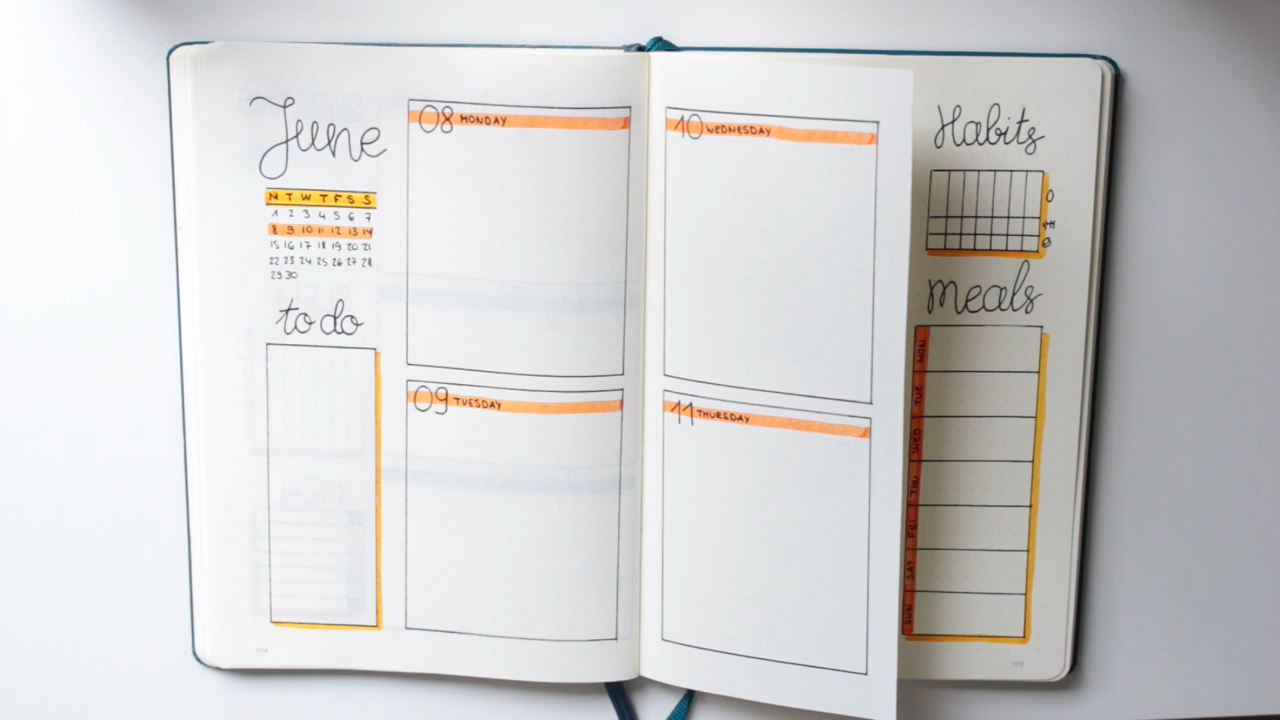 June
N T W T F S S
1 2 3 4 5 6 7
8 9 10 11 12 13 14
15 16 17 18 19 20 21
22 23 24 25 26 27 28
29 30
to do
08 MONDAY
09 TUESDAY
10 WEDNESDAY
11 THURSDAY
Habits
meals
MON
TUE
WED
THU
FRI
SAT
SUN